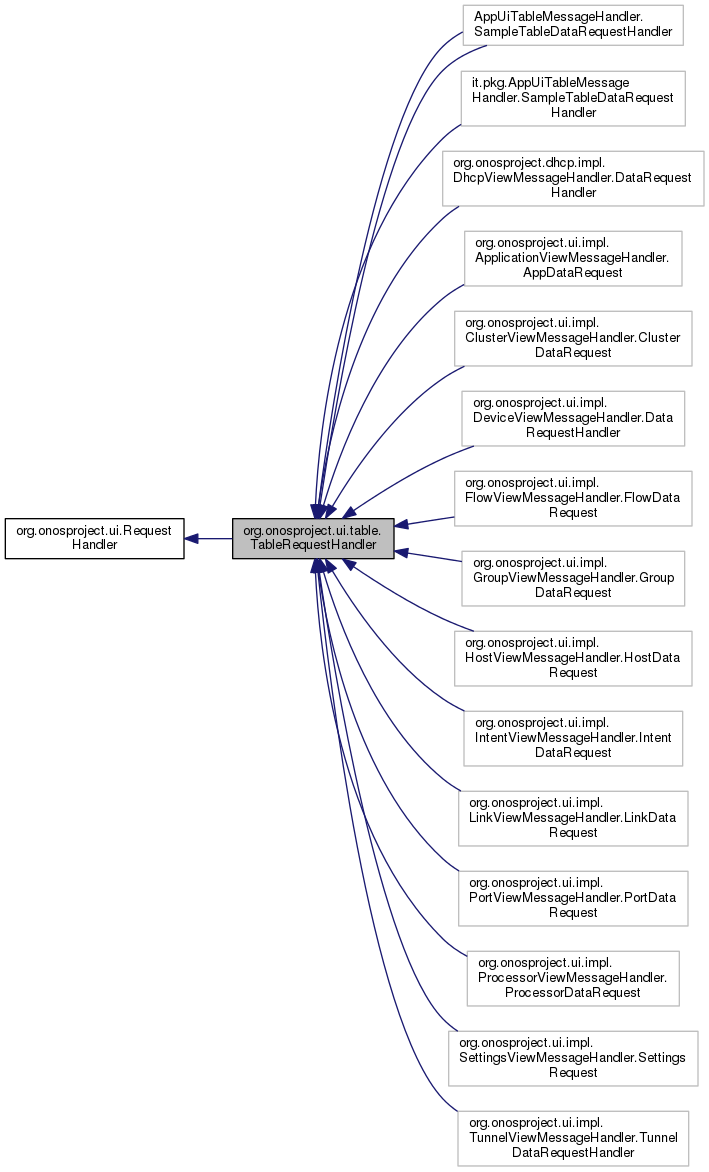 AppUiTableMessageHandler.
SampleTableDataRequestHandler
it.pkg.AppUiTableMessage
Handler.SampleTableDataRequest
Handler
org.onosproject.dhcp.impl.
DhcpViewMessageHandler.DataRequest
Handler
org.onosproject.ui.impl.
ApplicationViewMessageHandler.
AppDataRequest
org.onosproject.ui.impl.
ClusterViewMessageHandler.Cluster
DataRequest
org.onosproject.ui.impl.
DeviceViewMessageHandler.Data
RequestHandler
org.onosproject.ui.impl.
FlowViewMessageHandler.FlowData
Request
org.onosproject.ui.Request
Handler
org.onosproject.ui.table.
TableRequestHandler
org.onosproject.ui.impl.
GroupViewMessageHandler.Group
DataRequest
org.onosproject.ui.impl.
HostViewMessageHandler.HostData
Request
org.onosproject.ui.impl.
IntentViewMessageHandler.Intent
DataRequest
org.onosproject.ui.impl.
LinkViewMessageHandler.LinkData
Request
org.onosproject.ui.impl.
PortViewMessageHandler.PortData
Request
org.onosproject.ui.impl.
ProcessorViewMessageHandler.
ProcessorDataRequest
org.onosproject.ui.impl.
SettingsViewMessageHandler.Settings
Request
org.onosproject.ui.impl.
TunnelViewMessageHandler.Tunnel
DataRequestHandler